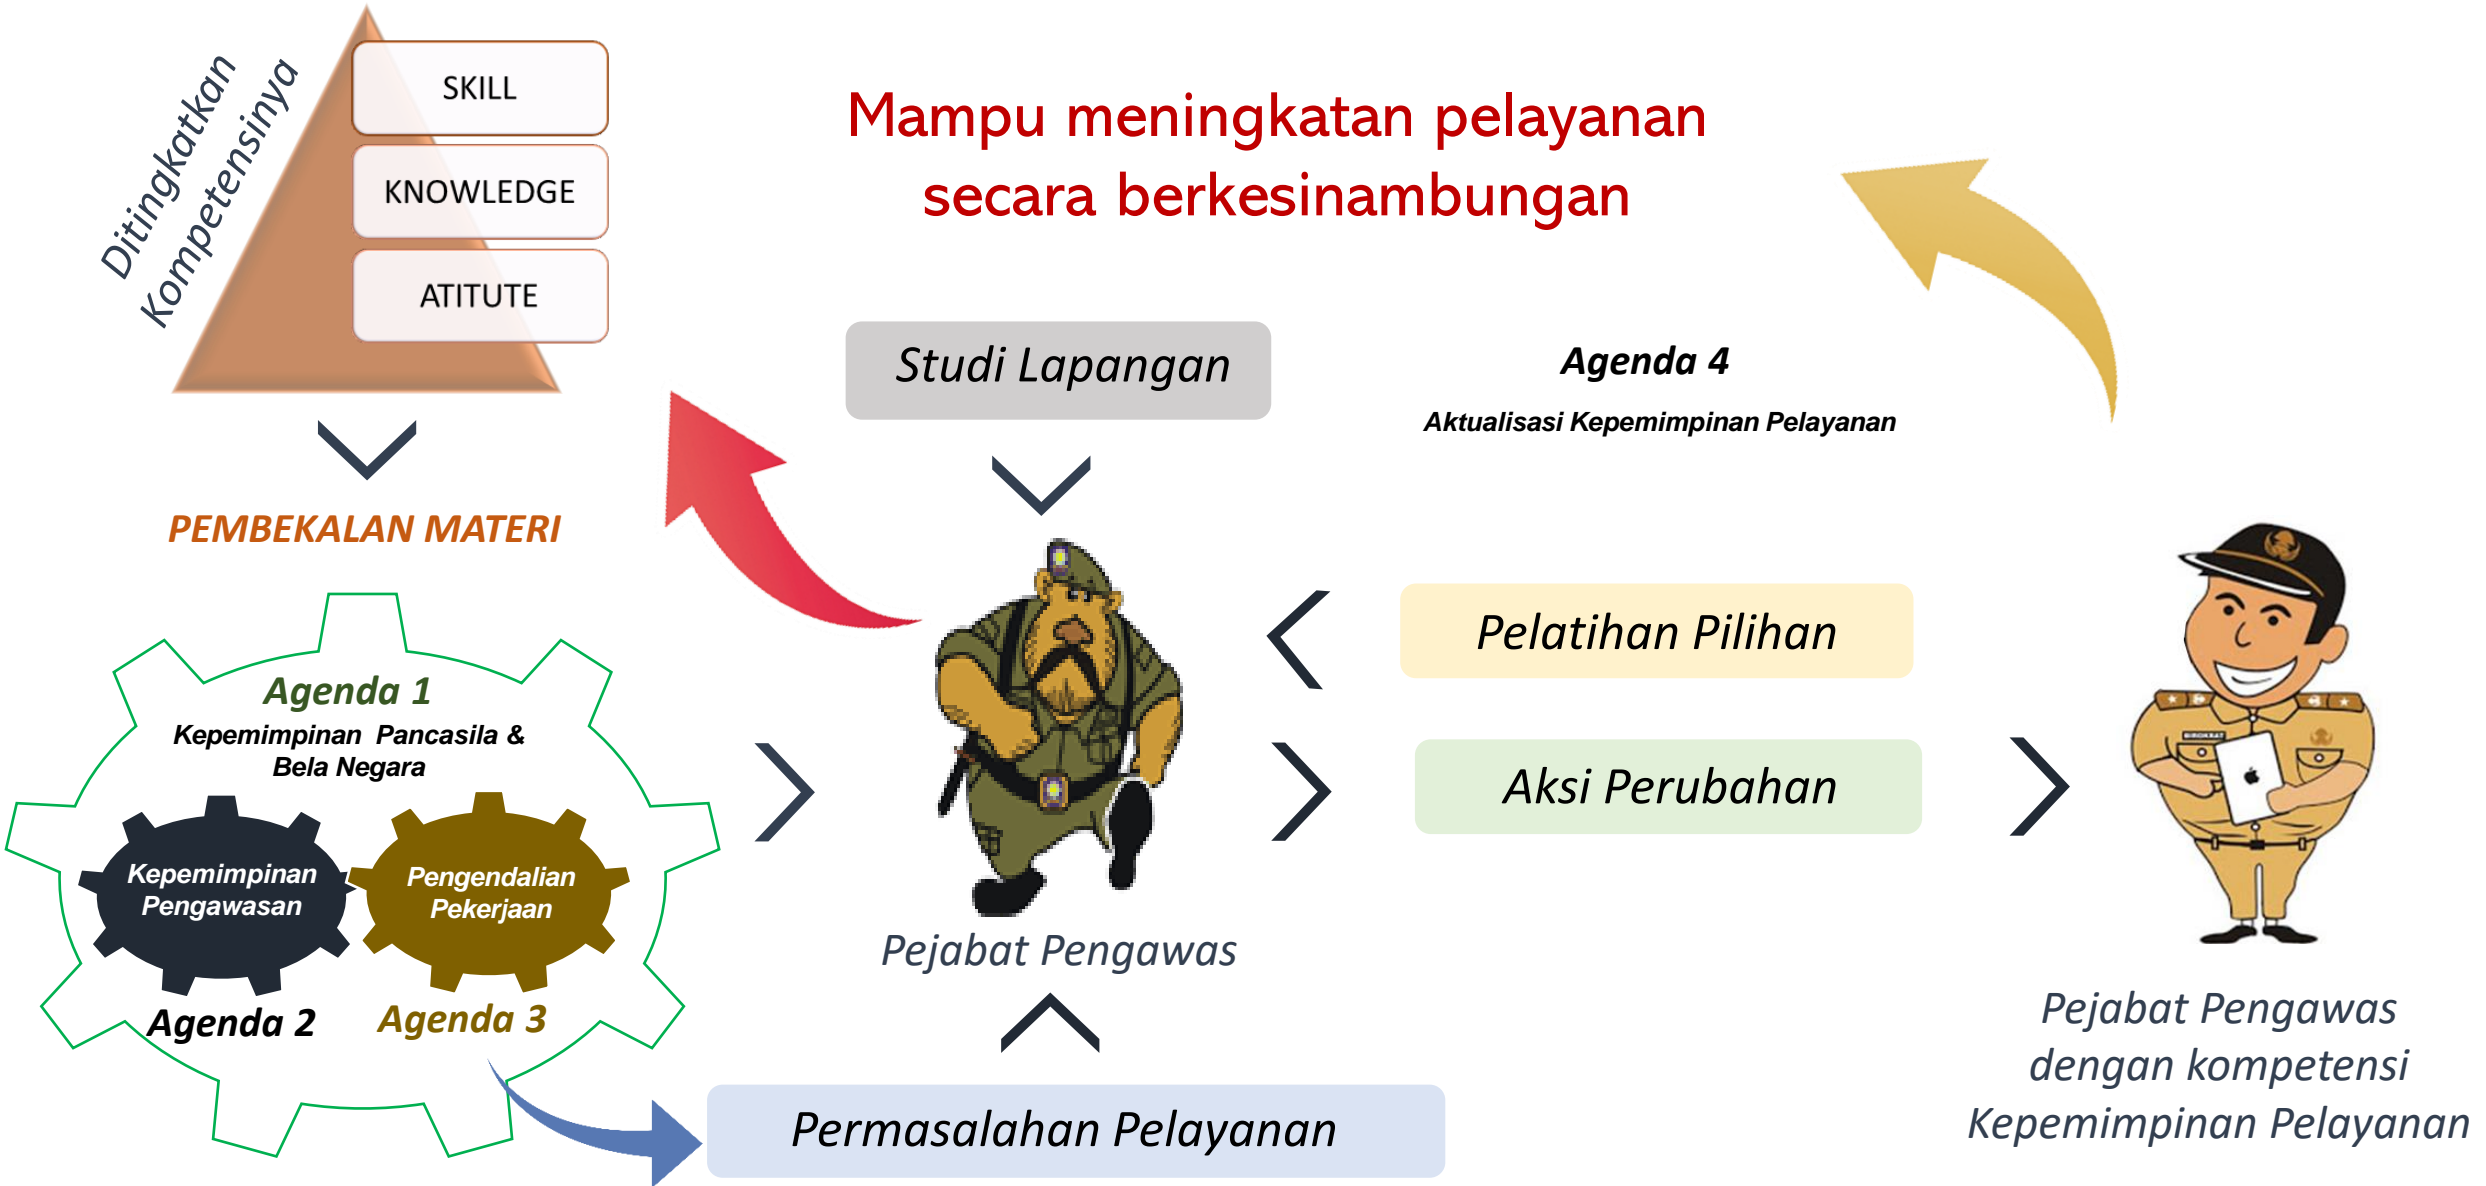 Ditingkatkan
Kompetensinya
SKILL
KNOWLEDGE
ATITUTE
Mampu meningkatan pelayanan
secara berkesinambungan
Studi Lapangan
Agenda 4
Aktualisasi Kepemimpinan Pelayanan
PEMBEKALAN MATERI
Agenda 1
Kepemimpinan Pancasila &
Bela Negara
Kepemimpinan
Pengawasan
Pengendalian
Pekerjaan
Agenda 2
Agenda 3
Pelatihan Pilihan
Aksi Perubahan
Pejabat Pengawas
Permasalahan Pelayanan
Pejabat Pengawas
dengan kompetensi
Kepemimpinan Pelayanan